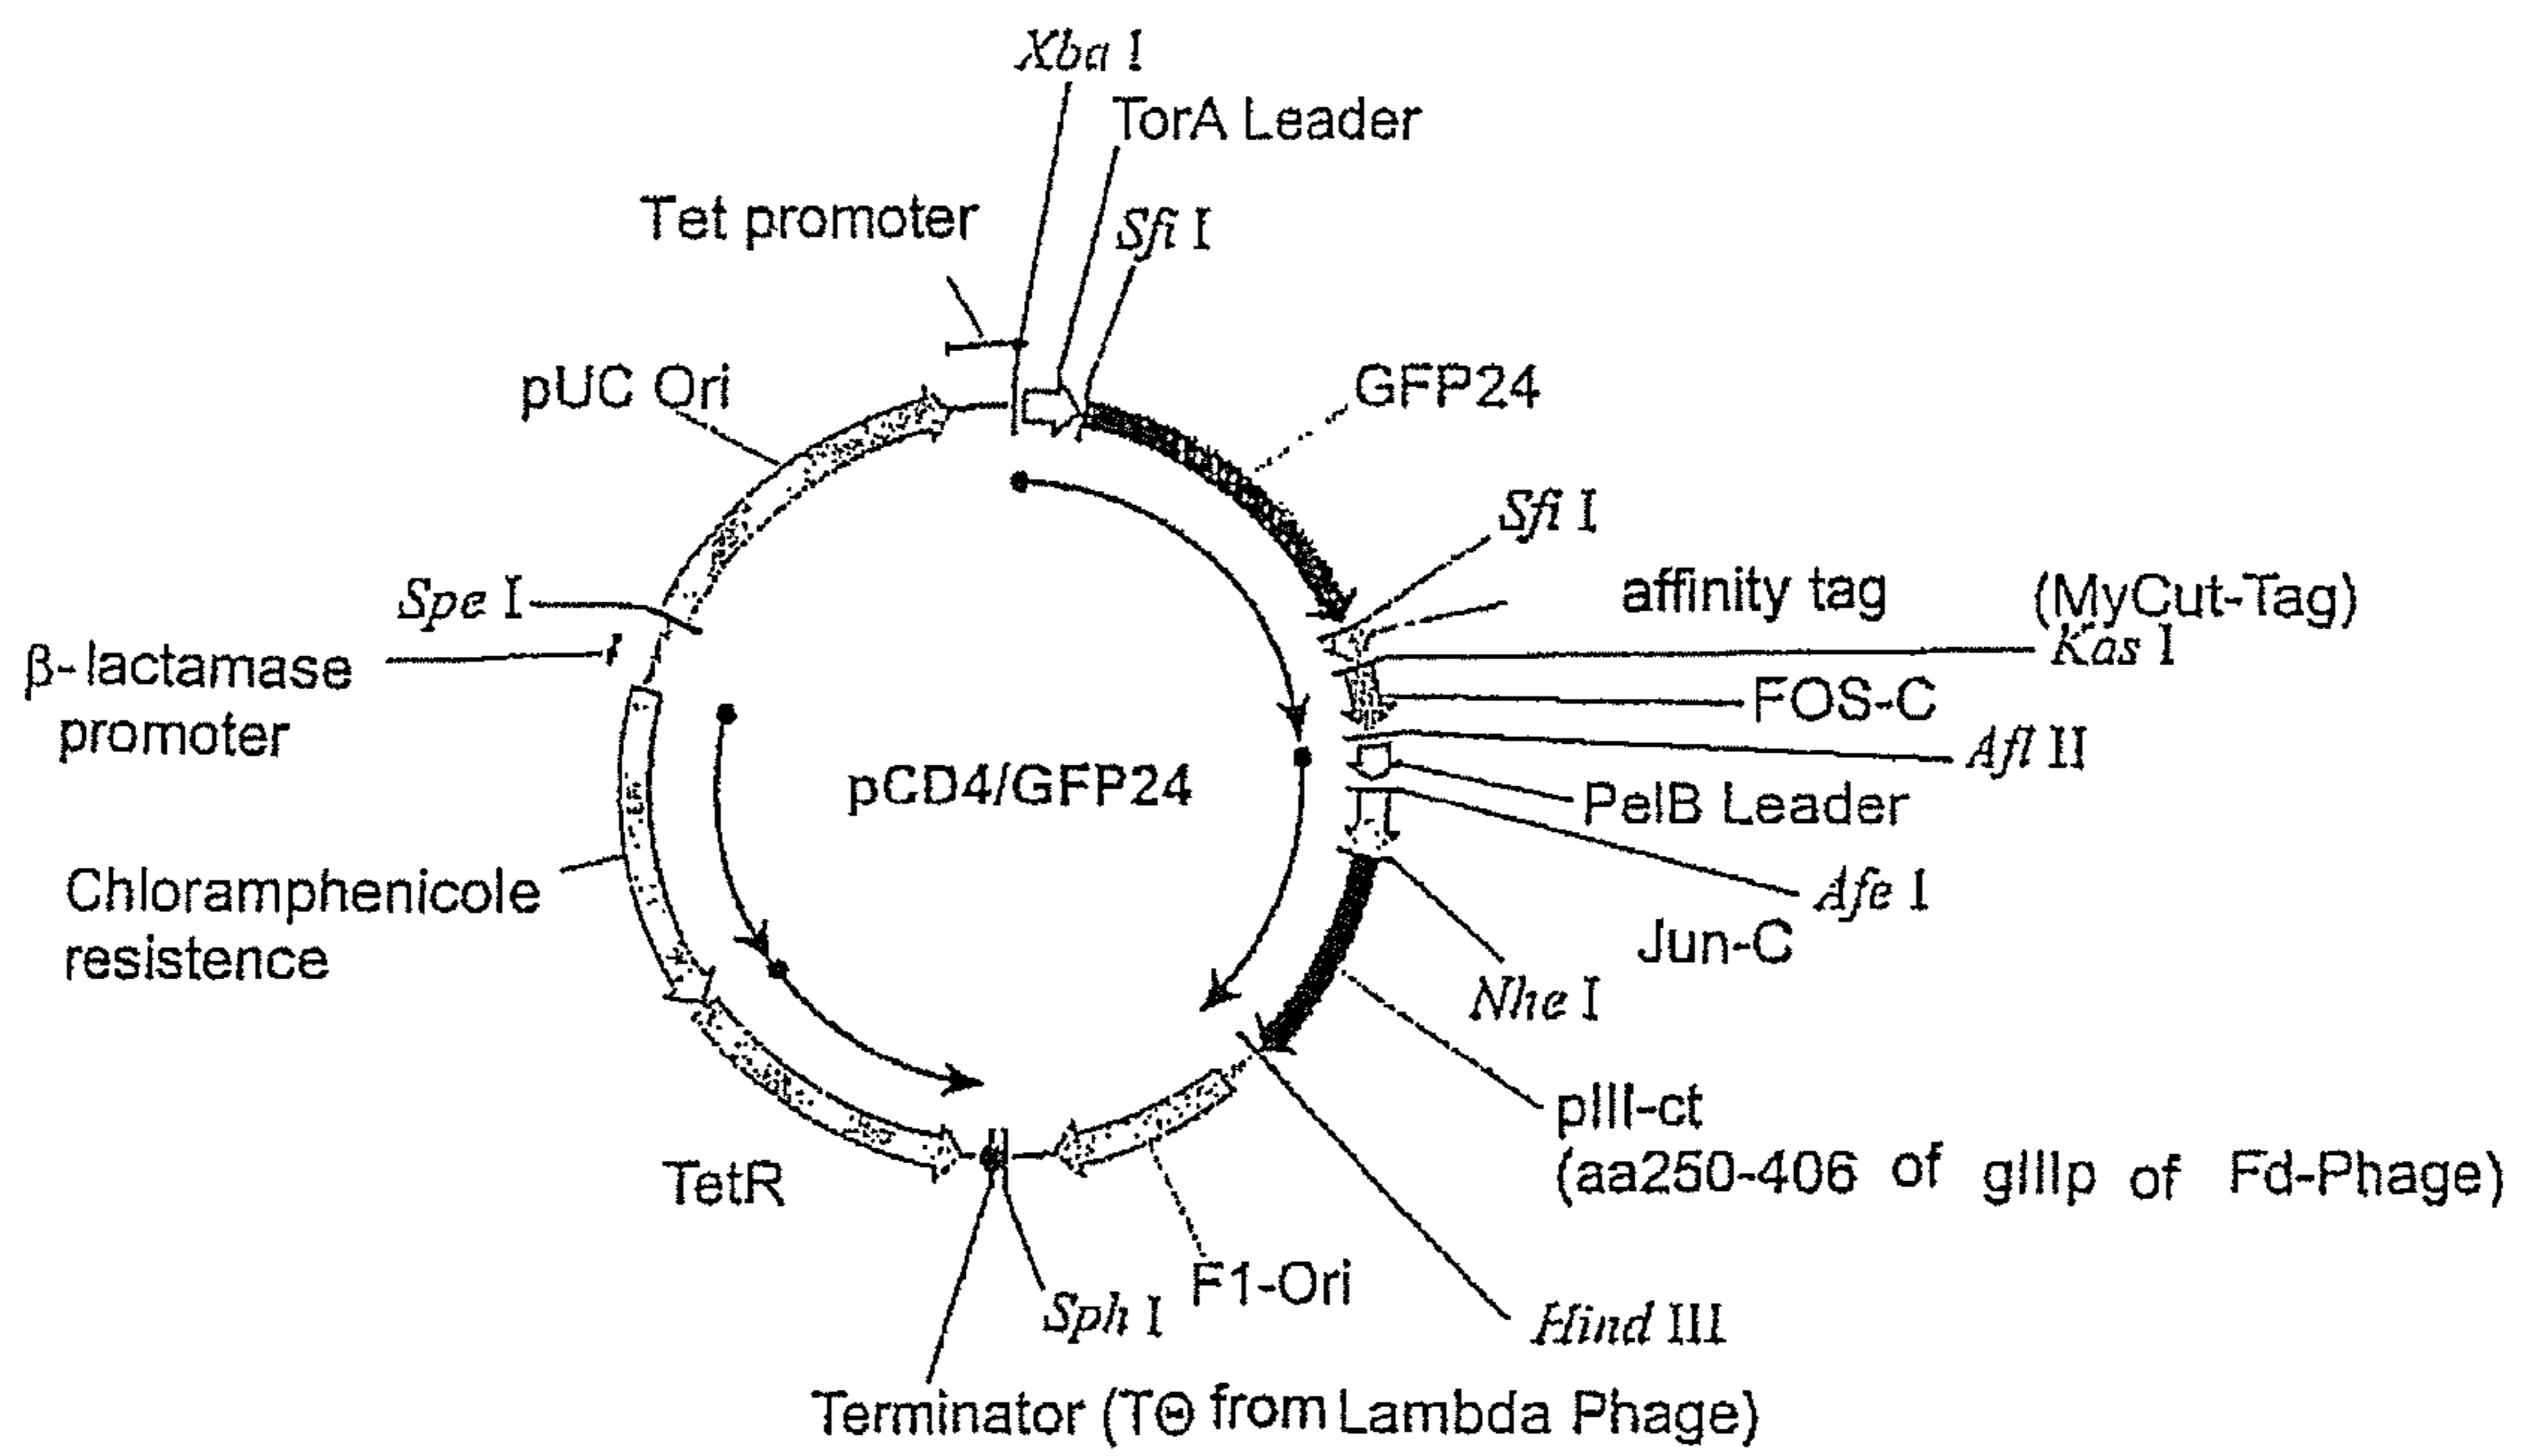 Xba I
TorA Leader
Tet promoter
Sfi I
pUC Ori
GFP24
Sfi I
affinity tag (MyCut-Tag)
Spe I
Kas I
β-lactamase
promoter
FOS-C
Afl II
pCD4/GFP24
PelB Leader
Chloramphenicole
resistence
Afe I
Jun-C
Nhe I
pIII-ct
(aa250-406 of gIIIp of Fd-Phage)
TetR
F1-Ori
Sph I
Hind III
Terminator (TΘ from Lambda Phage)